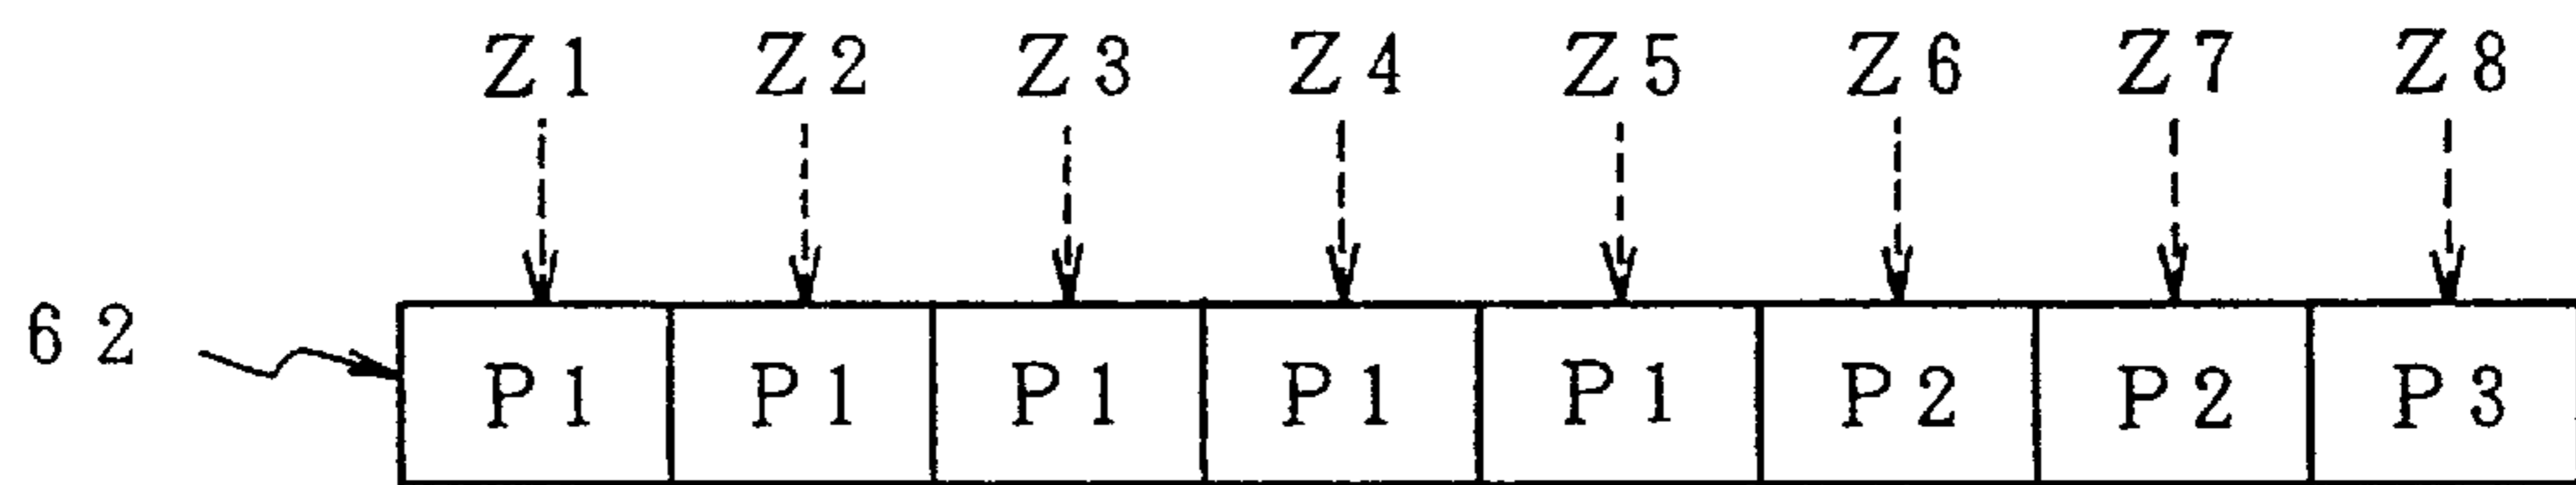 Z1 Z2 Z3 Z4 Z5 Z6 Z7 Z8
62 P1 P1 P1 P1 P1 P2 P2 P3